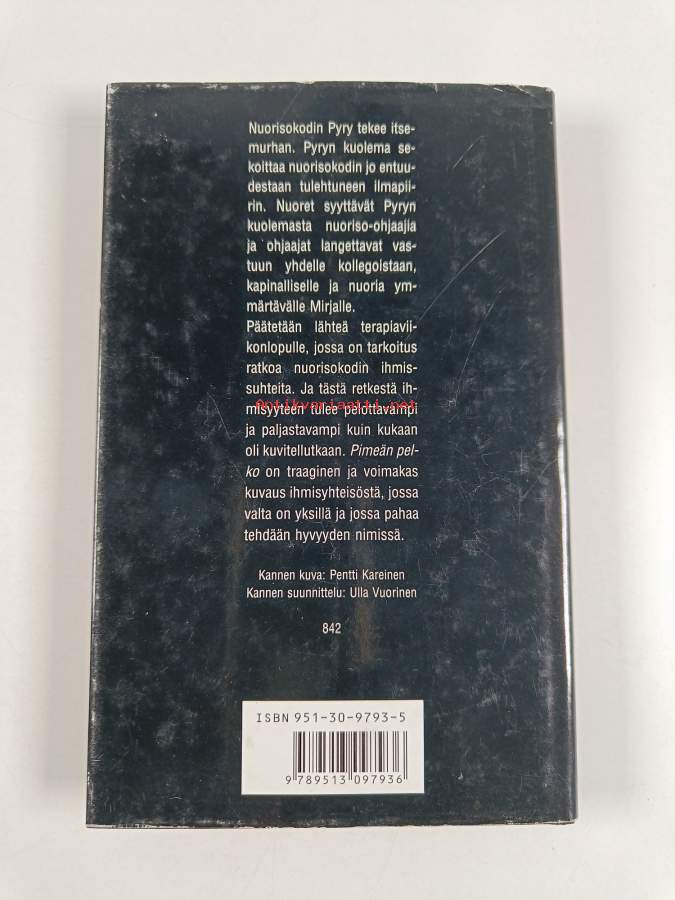 Nuorisokodin Pyry tekee itse-
murhan. Pyryn kuolema se-
koittaa nuorisokodin jo entuu-
destaan tulehtuneen ilmapii-
rin. Nuoret syyttävät Pyryn
kuolemasta nuoriso-ohjaajia
ja ohjaajat langettavat vas-
tuun yhdelle kollegoistaan,
kapinalliselle ja nuoria ym-
märtävälle Mirjalle.
Päätetään lähteä terapiavii-
konlopulle, jossa on tarkoitus
ratkoa nuorisokodin ihmis-
suhteita. Ja tästä retkestä ih-
Antikvariaatti.net
misyyteen tulee pelottavampi
ja paljastavampi kuin kukaan
oli kuvitellutkaan. Pimeän pel-
ko on traaginen ja voimakas
kuvaus ihmisyhteisöstä, jossa
valta on yksillä ja jossa pahaa
tehdään hyvyyden nimissä.
Kannen kuva: Pentti Kareinen
Kannen suunnittelu: Ulla Vuorinen
842
ISBN 951-30-9793-5
9 789513 097936